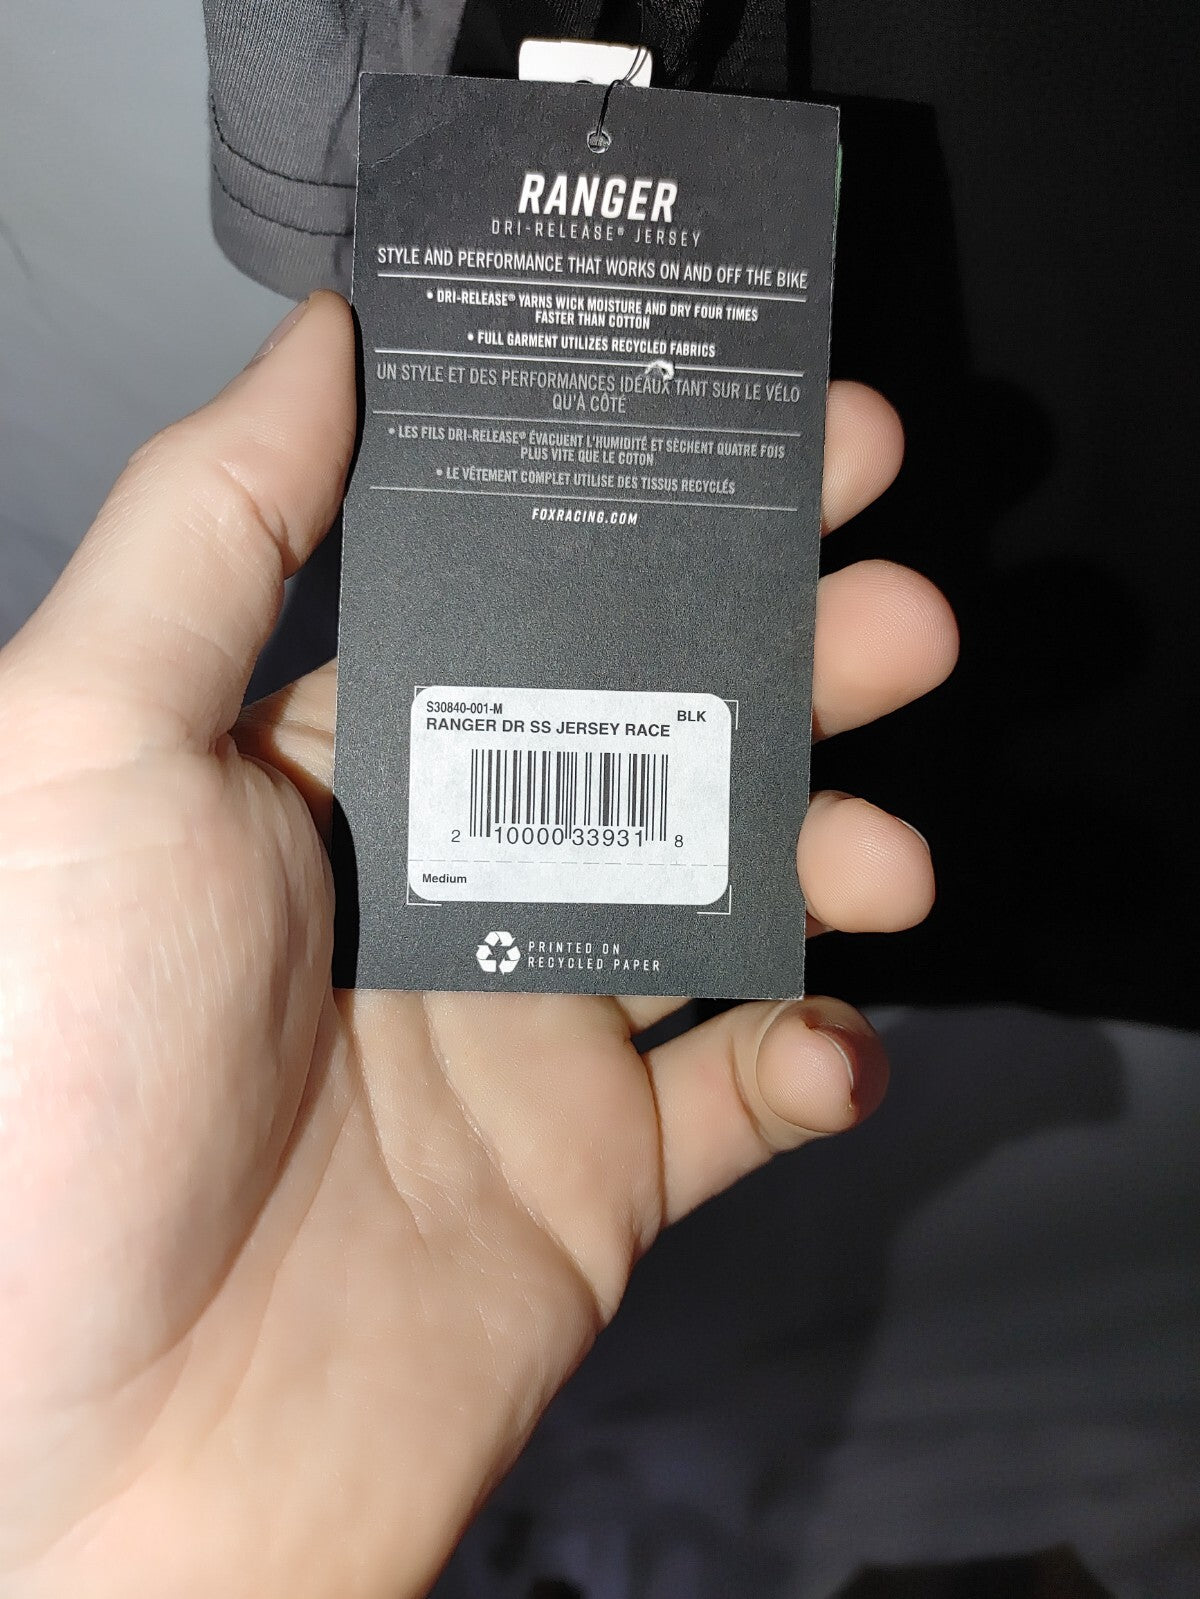 RANGER
DRI-RELEASE® JERSEY
STYLE AND PERFORMANCE THAT WORKS ON AND OFF THE BIKE
• DRI-RELEASE® YARNS WICK MOISTURE AND DRY FOUR TIMES
FASTER THAN COTTON
• FULL GARMENT UTILIZES RECYCLED FABRICS
UN STYLE ET DES PERFORMANCES IDÉAUX TANT SUR LE VÉLO
QU'À CÔTÉ
• LES FILS DRI-RELEASE® ÉVACUENT L'HUMIDITÉ ET SÈCHENT QUATRE FOIS
PLUS VITE QUE LE COTON
• LE VÊTEMENT COMPLET UTILISE DES TISSUS RECYCLÉS
FOXRACING.COM
S30840-001-M
BLK
RANGER DR SS JERSEY RACE
2 10000 33931 8
Medium
PRINTED ON
RECYCLED PAPER